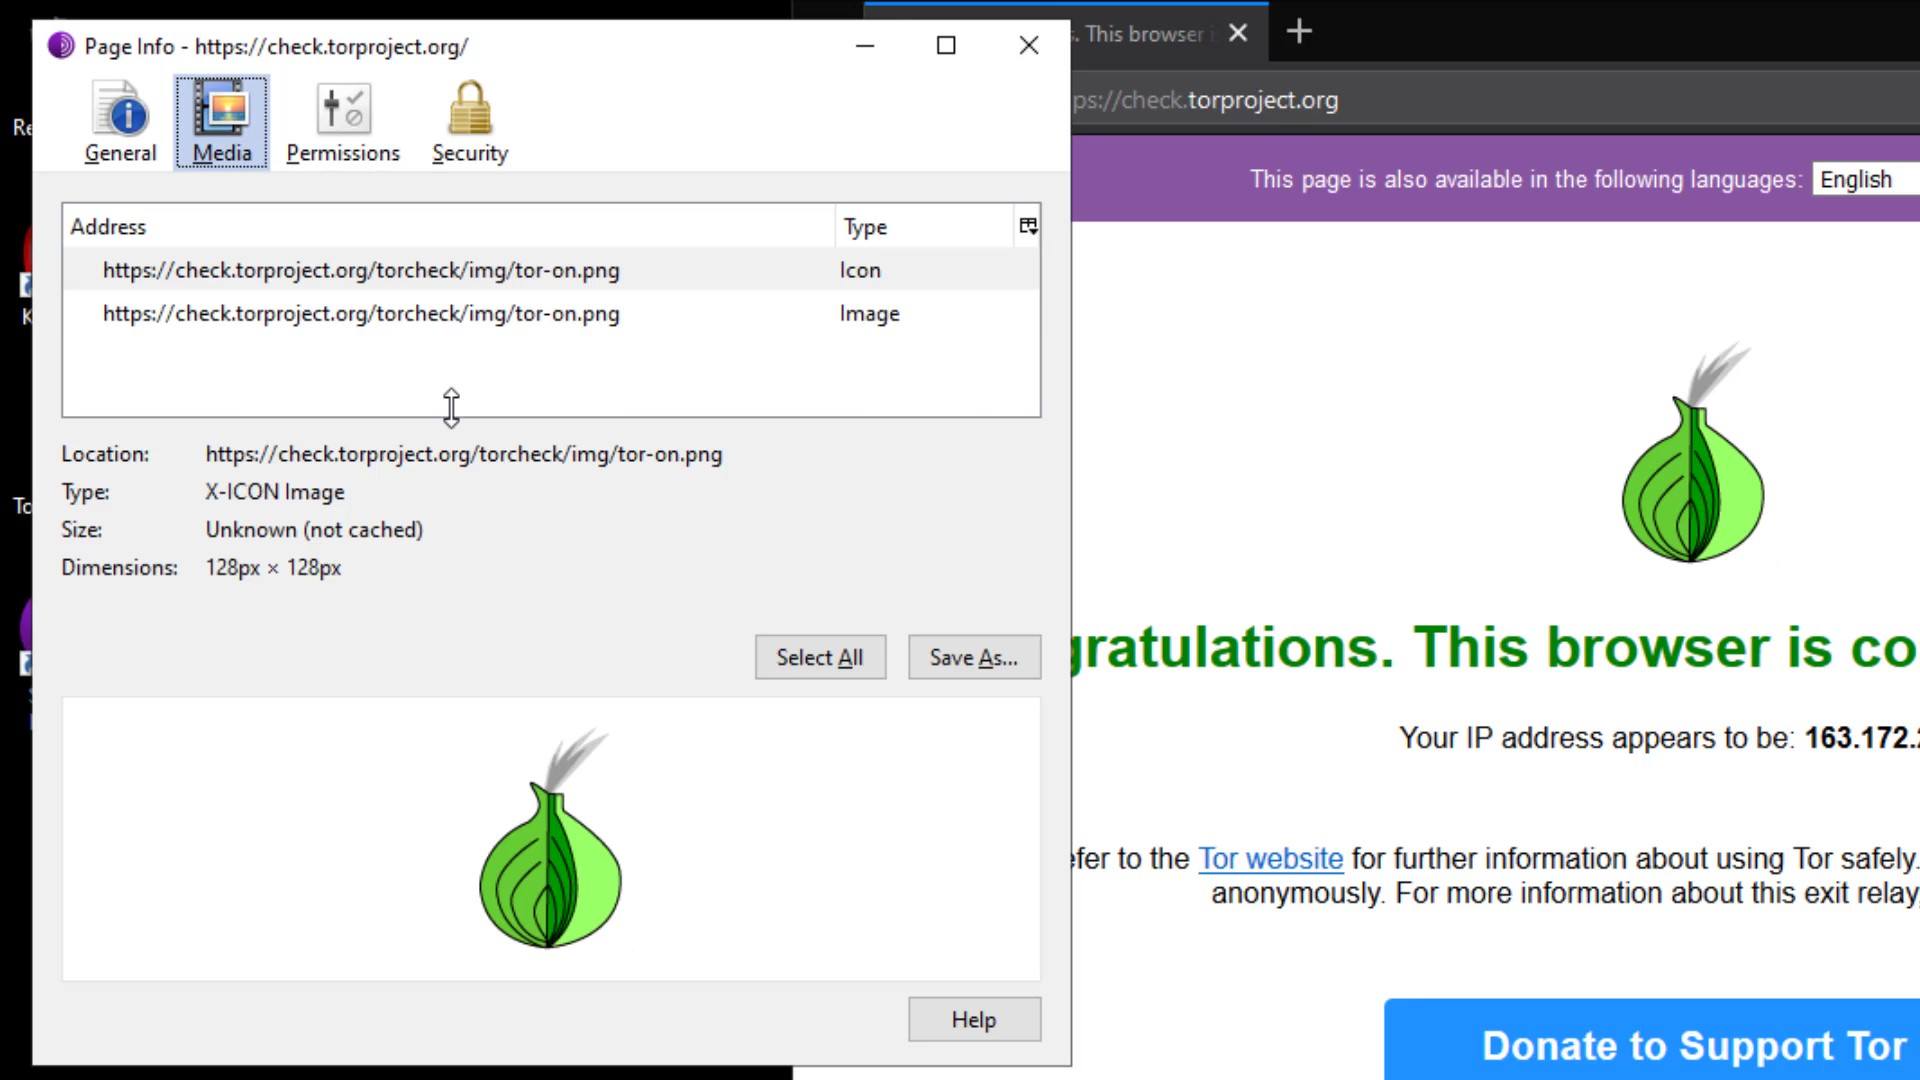 Page Info - https://check.torproject.org/
General
Media
Permissions
Security
Address
Type
https://check.torproject.org/torcheck/img/tor-on.png
Icon
https://check.torproject.org/torcheck/img/tor-on.png
Image
Location:
https://check.torproject.org/torcheck/img/tor-on.png
Type:
X-ICON Image
Size:
Unknown (not cached)
Dimensions:
128px × 128px
Select All
Save As...
Help
. This browser
ps://check.torproject.org
This page is also available in the following languages:
English
gratulations. This browser is co
Your IP address appears to be: 163.172.
efer to the Tor website for further information about using Tor safely.
anonymously. For more information about this exit relay,
Donate to Support Tor
Re
K
To